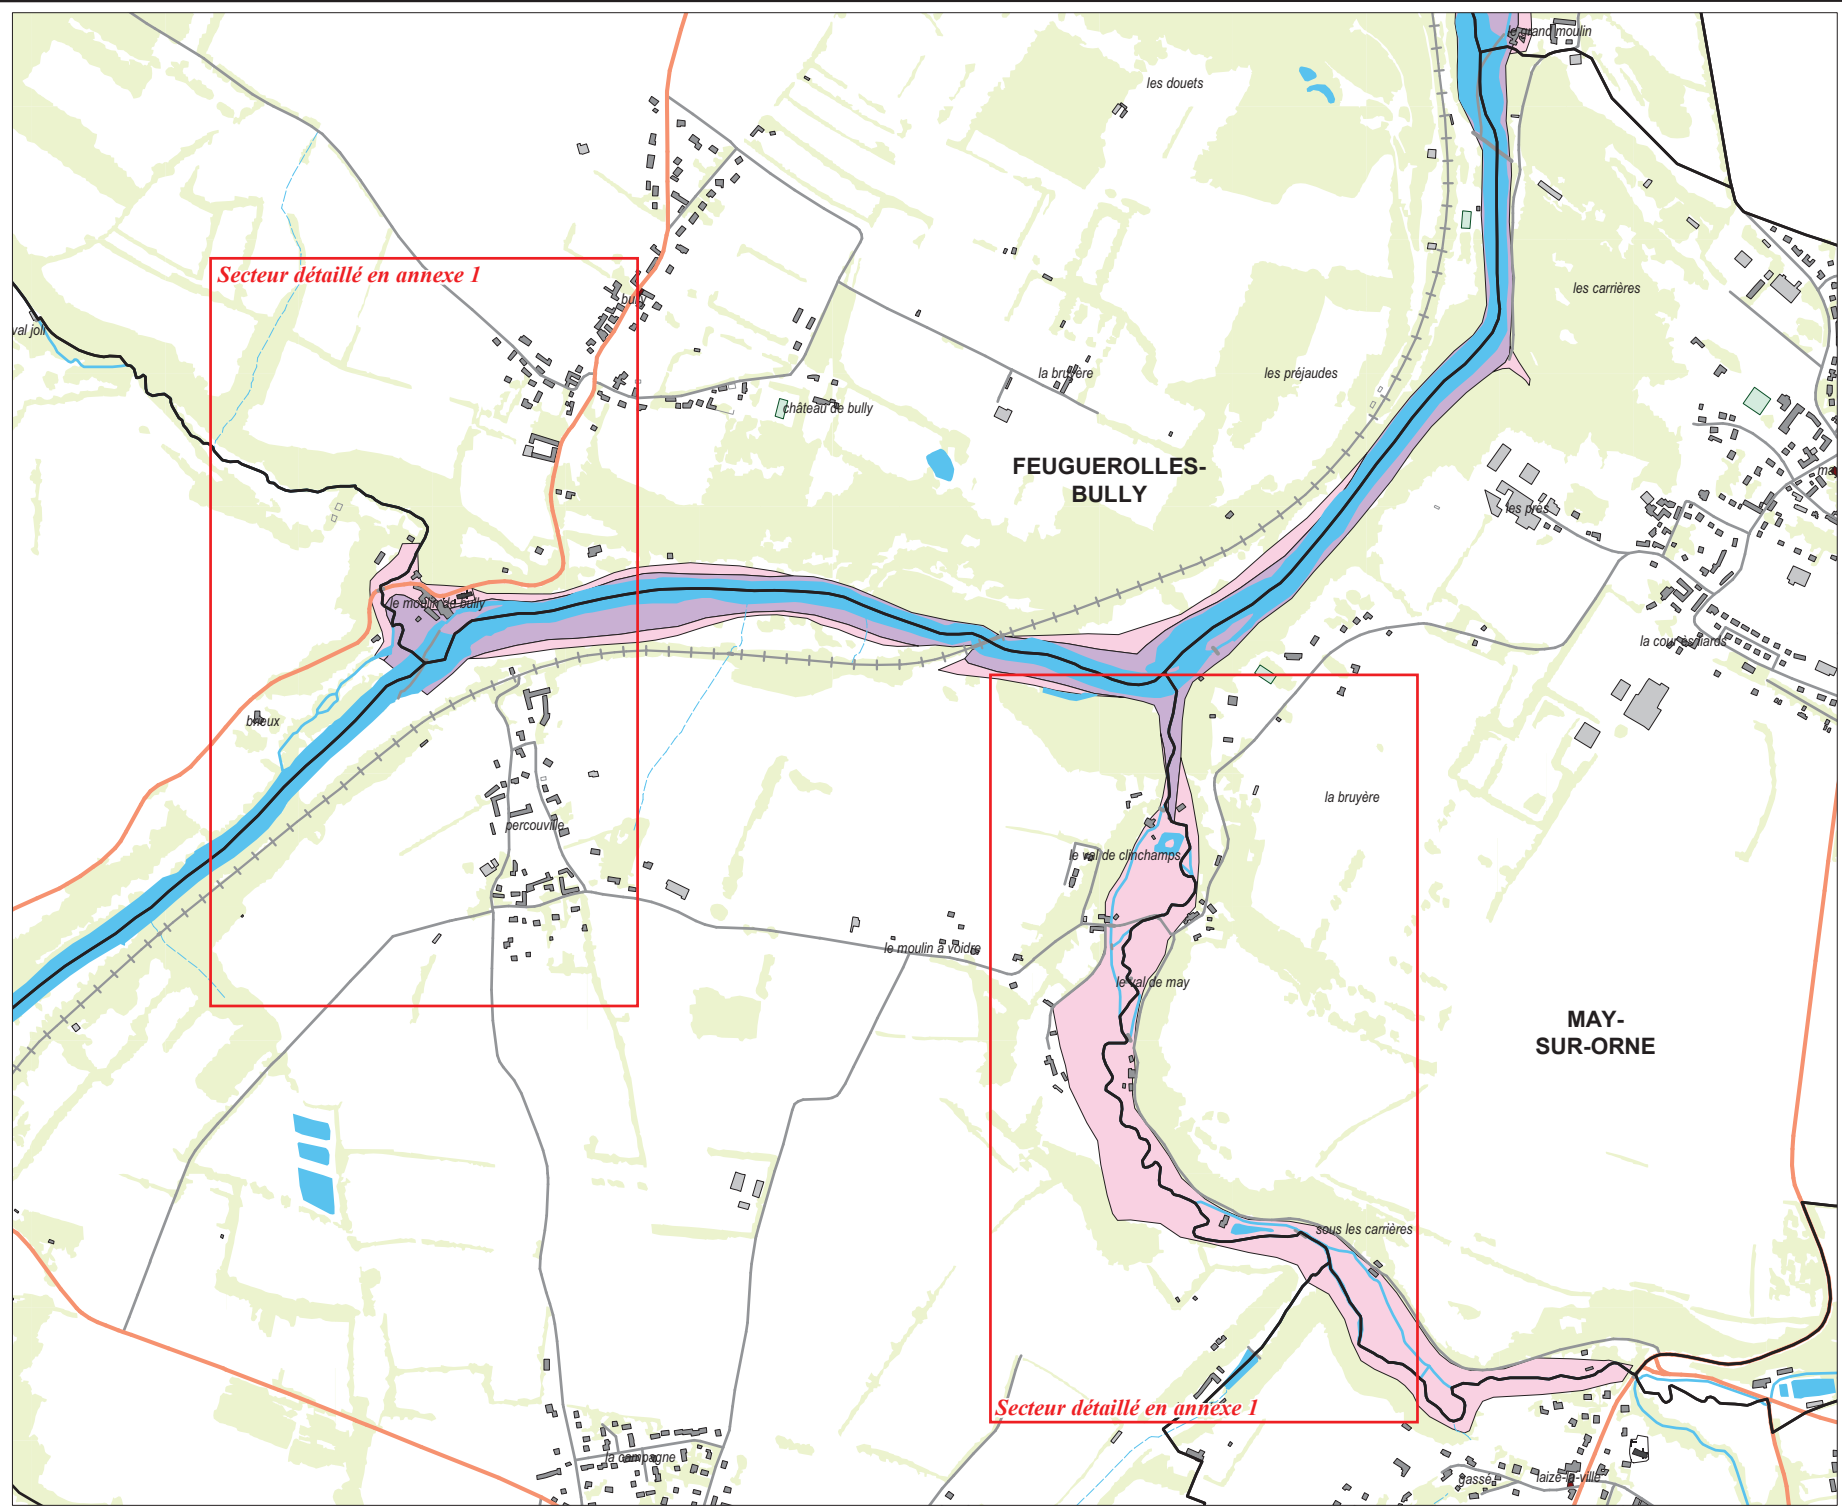 le grand moulin
les douets
Secteur détaillé en annexe 1
les carrières
bully
val joli
la bruyère
les préjaudes
château de bully
FEUGUEROLLES-
BULLY
les prés
le moulin de bully
la cour es liards
brieux
la bruyère
percouville
le val de clinchamps
le moulin à voidre
le val de may
MAY-
SUR-ORNE
sous les carrières
Secteur détaillé en annexe 1
la campagne
gasse
laize-la-ville